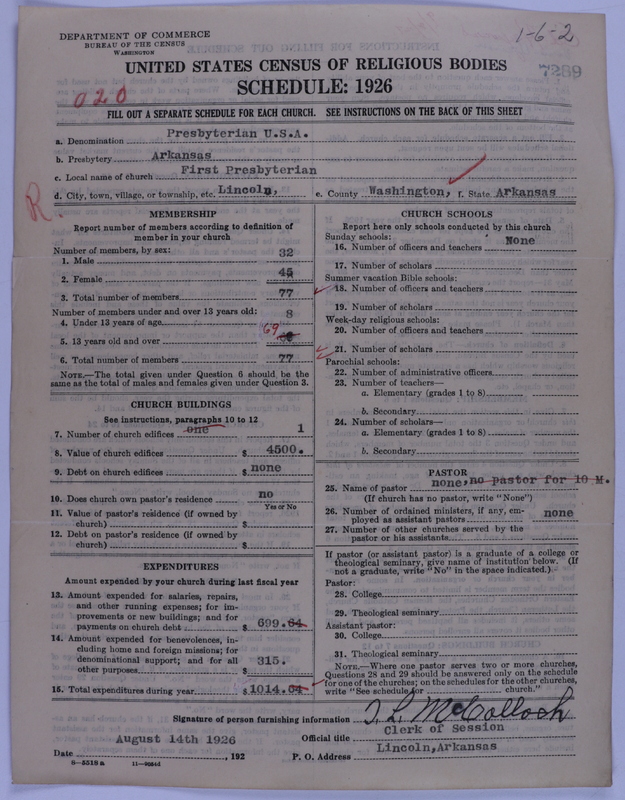 DEPARTMENT OF COMMERCE
BUREAU OF THE CENSUS
WASHINGTON
1-6-2
7289
UNITED STATES CENSUS OF RELIGIOUS BODIES
SCHEDULE: 1926
020
FILL OUT A SEPARATE SCHEDULE FOR EACH CHURCH. SEE INSTRUCTIONS ON THE BACK OF THIS SHEET
a. Denomination Presbyterian U.S.A.
b. Presbytery Arkansas
c. Local name of church First Presbyterian
d. City, town, village, or township, etc. Lincoln, e. County Washington, f. State Arkansas
R.
MEMBERSHIP
Report number of members according to definition of
member in your church
Number of members, by sex:
1. Male 32
2. Female 45
3. Total number of members 77
Number of members under and over 13 years old:
4. Under 13 years of age 8
5. 13 years old and over 69
6. Total number of members 77
NOTE.—The total given under Question 6 should be the
same as the total of males and females given under Question 3.
CHURCH BUILDINGS
See instructions, paragraphs 10 to 12
7. Number of church edifices one 1
8. Value of church edifices $ 4500.
9. Debt on church edifices $ none
10. Does church own pastor's residence no
Yes or No
11. Value of pastor's residence (if owned by
church) $
12. Debt on pastor's residence (if owned by
church) $
EXPENDITURES
Amount expended by your church during last fiscal year
13. Amount expended for salaries, repairs,
and other running expenses; for im-
provements or new buildings; and for
payments on church debt $ 699.64
14. Amount expended for benevolences, in-
cluding home and foreign missions; for
denominational support; and for all
other purposes $ 315.
15. Total expenditures during year $ 1014.64
CHURCH SCHOOLS
Report here only schools conducted by this church
Sunday schools:
16. Number of officers and teachers None
17. Number of scholars
Summer vacation Bible schools:
18. Number of officers and teachers
19. Number of scholars
Week-day religious schools:
20. Number of officers and teachers
21. Number of scholars
Parochial schools:
22. Number of administrative officers
23. Number of teachers—
a. Elementary (grades 1 to 8)
b. Secondary
24. Number of scholars—
a. Elementary (grades 1 to 8)
b. Secondary
PASTOR
25. Name of pastor none, no pastor for 10 M.
(If church has no pastor, write "None")
26. Number of ordained ministers, if any, em-
ployed as assistant pastors none
27. Number of other churches served by the
pastor or his assistants
If pastor (or assistant pastor) is a graduate of a college or
theological seminary, give name of institution below. (If
not a graduate, write "No" in the space indicated.)
Pastor:
28. College
29. Theological seminary
Assistant pastor:
30. College
31. Theological seminary
NOTE.—Where one pastor serves two or more churches,
Questions 28 and 29 should be answered only on the schedule
for one of the churches; on the schedules for the other churches,
write "See schedule for church."
Signature of person furnishing information J. L. McColloch
Official title Clerk of Session
Date August 14th 1926, 192 P. O. Address Lincoln, Arkansas
8—5518 a